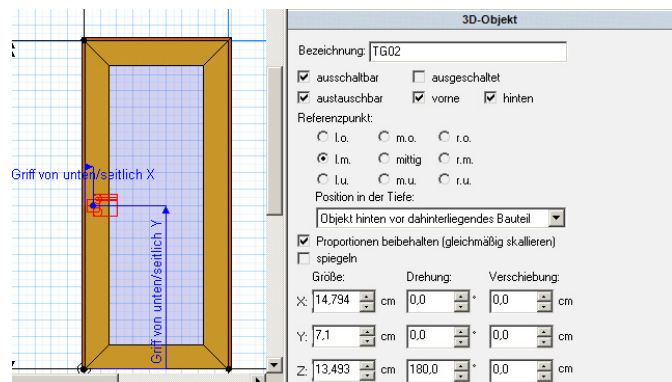 Griff von unten/seitlich X
Griff von unten/seitlich Y
3D-Objekt
Bezeichnung: TG02
ausschaltbar ausgeschaltet
austauschbar vorne hinten
Referenzpunkt:
l.o. m.o. r.o.
l.m. mittig r.m.
l.u. m.u. r.u.
Position in der Tiefe:
Objekt hinten vor dahinterliegendes Bauteil
Proportionen beibehalten (gleichmäßig skallieren)
spiegeln
Größe: Drehung: Verschiebung:
X: 14,794 cm 0,0 ° 0,0 cm
Y: 7,1 cm 0,0 ° 0,0 cm
Z: 13,493 cm 180,0 ° 0,0 cm